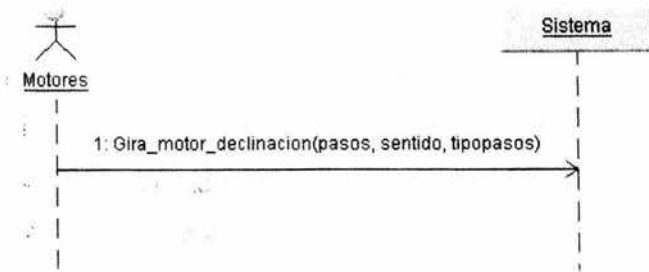 Sistema
Motores
1: Gira_motor_declinacion(pasos, sentido, tipopasos)